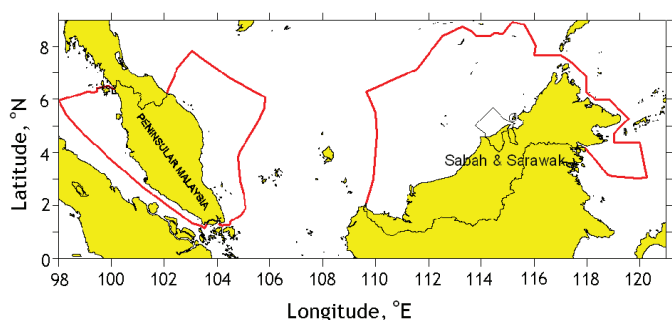 8
6
4
2
0
Latitude, °N
PENINSULAR MALAYSIA
Sabah & Sarawak
98 100 102 104 106 108 110 112 114 116 118 120
Longitude, °E